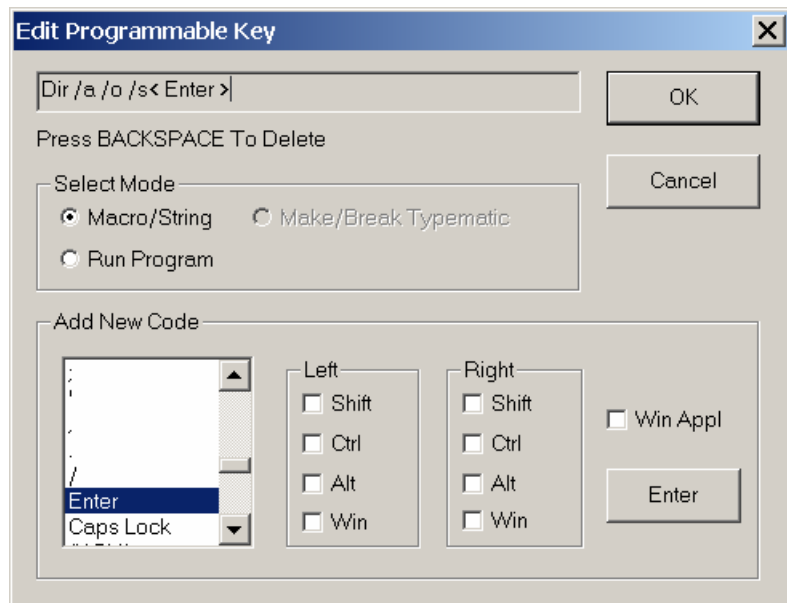 Edit Programmable Key
Dir /a /o /s< Enter >
OK
Press BACKSPACE To Delete
Cancel
Select Mode
Macro/String Make/Break Typematic
Run Program
Add New Code
;
'
,
.
/
Enter
Caps Lock
Left
Shift
Ctrl
Alt
Win
Right
Shift
Ctrl
Alt
Win
Win Appl
Enter